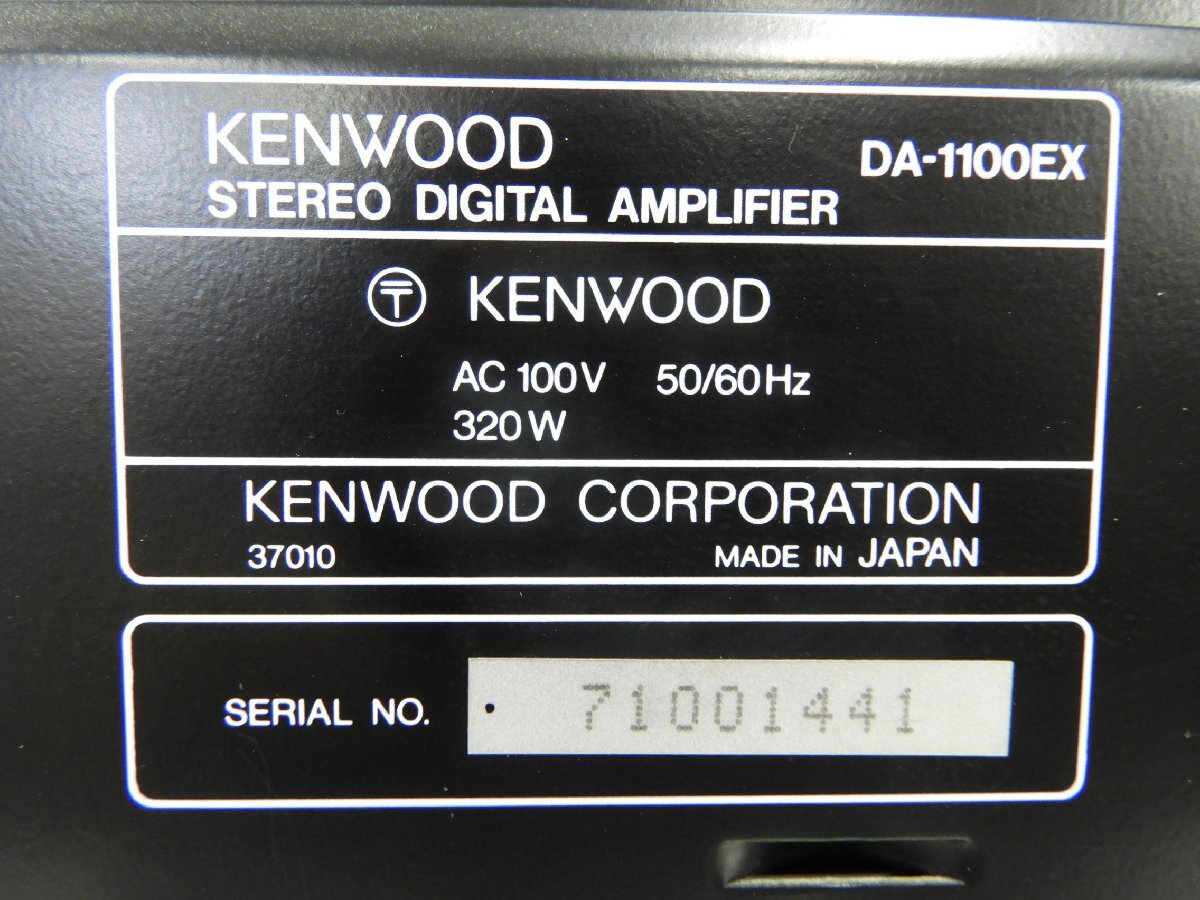 KENWOOD
DA-1100EX
STEREO DIGITAL AMPLIFIER
〒 KENWOOD
AC 100V 50/60Hz
320W
KENWOOD CORPORATION
37010 MADE IN JAPAN
SERIAL NO. 71001441